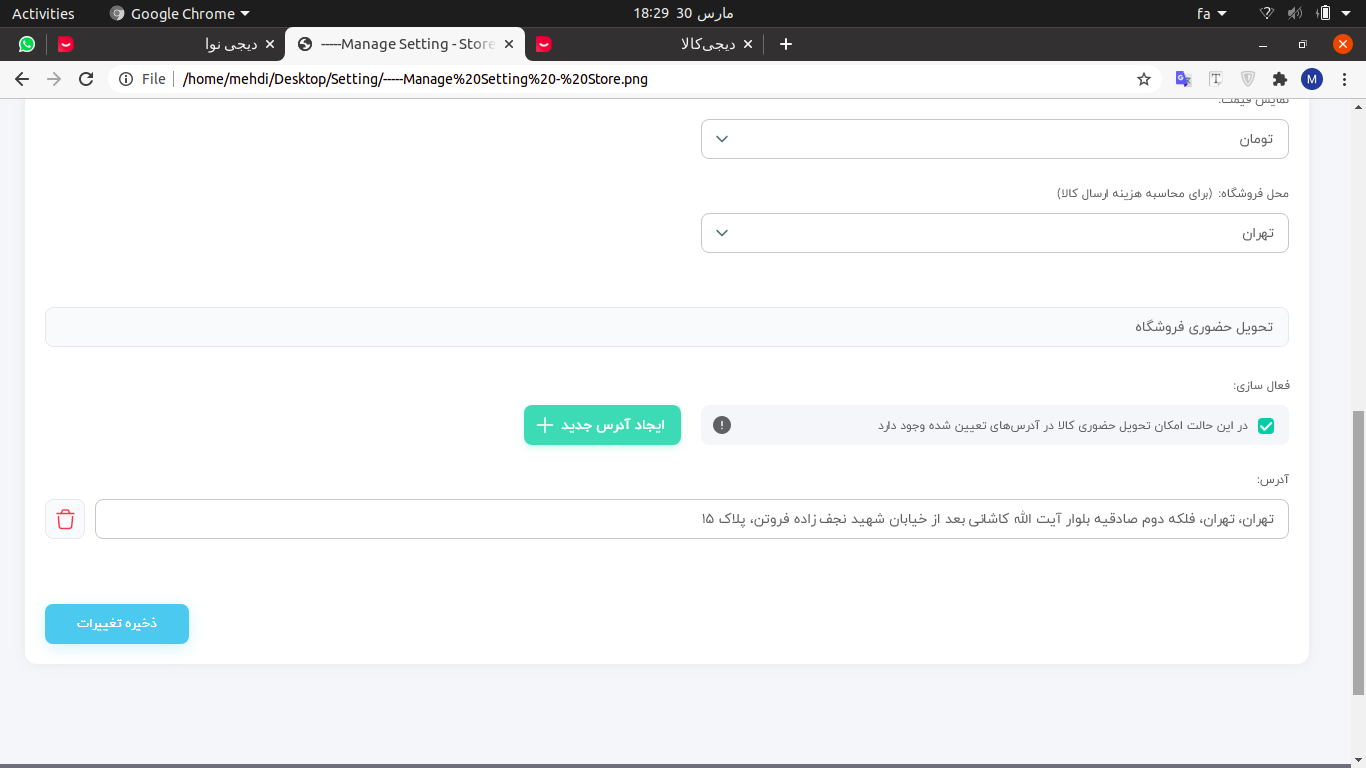 Activities
Google Chrome
مارس 30 18:29
fa
دیجی نوا
-----Manage Setting - Store
دیجی‌کالا
File
/home/mehdi/Desktop/Setting/-----Manage%20Setting%20-%20Store.png
M
نمایش قیمت:
تومان
محل فروشگاه: (برای محاسبه هزینه ارسال کالا)
تهران
تحویل حضوری فروشگاه
فعال سازی:
در این حالت امکان تحویل حضوری کالا در آدرس‌های تعیین شده وجود دارد
ایجاد آدرس جدید
آدرس:
تهران، تهران، فلکه دوم صادقیه بلوار آیت الله کاشانی بعد از خیابان شهید نجف زاده فروتن، پلاک ۱۵
ذخیره تغییرات